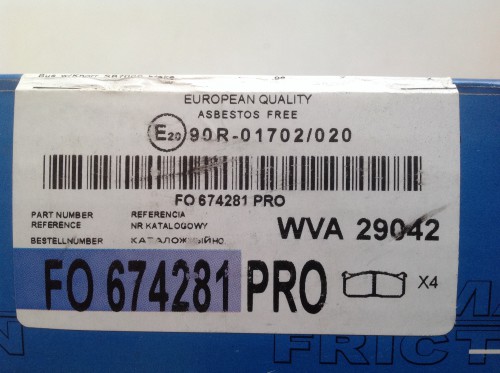 EUROPEAN QUALITY
ASBESTOS FREE
E20 90R-01702/020
FO 674281 PRO
PART NUMBER REFERENCIA
REFERENCE NR KATALOGOWY
BESTELLNUMBER
WVA 29042
FO 674281 PRO X4
FRICT